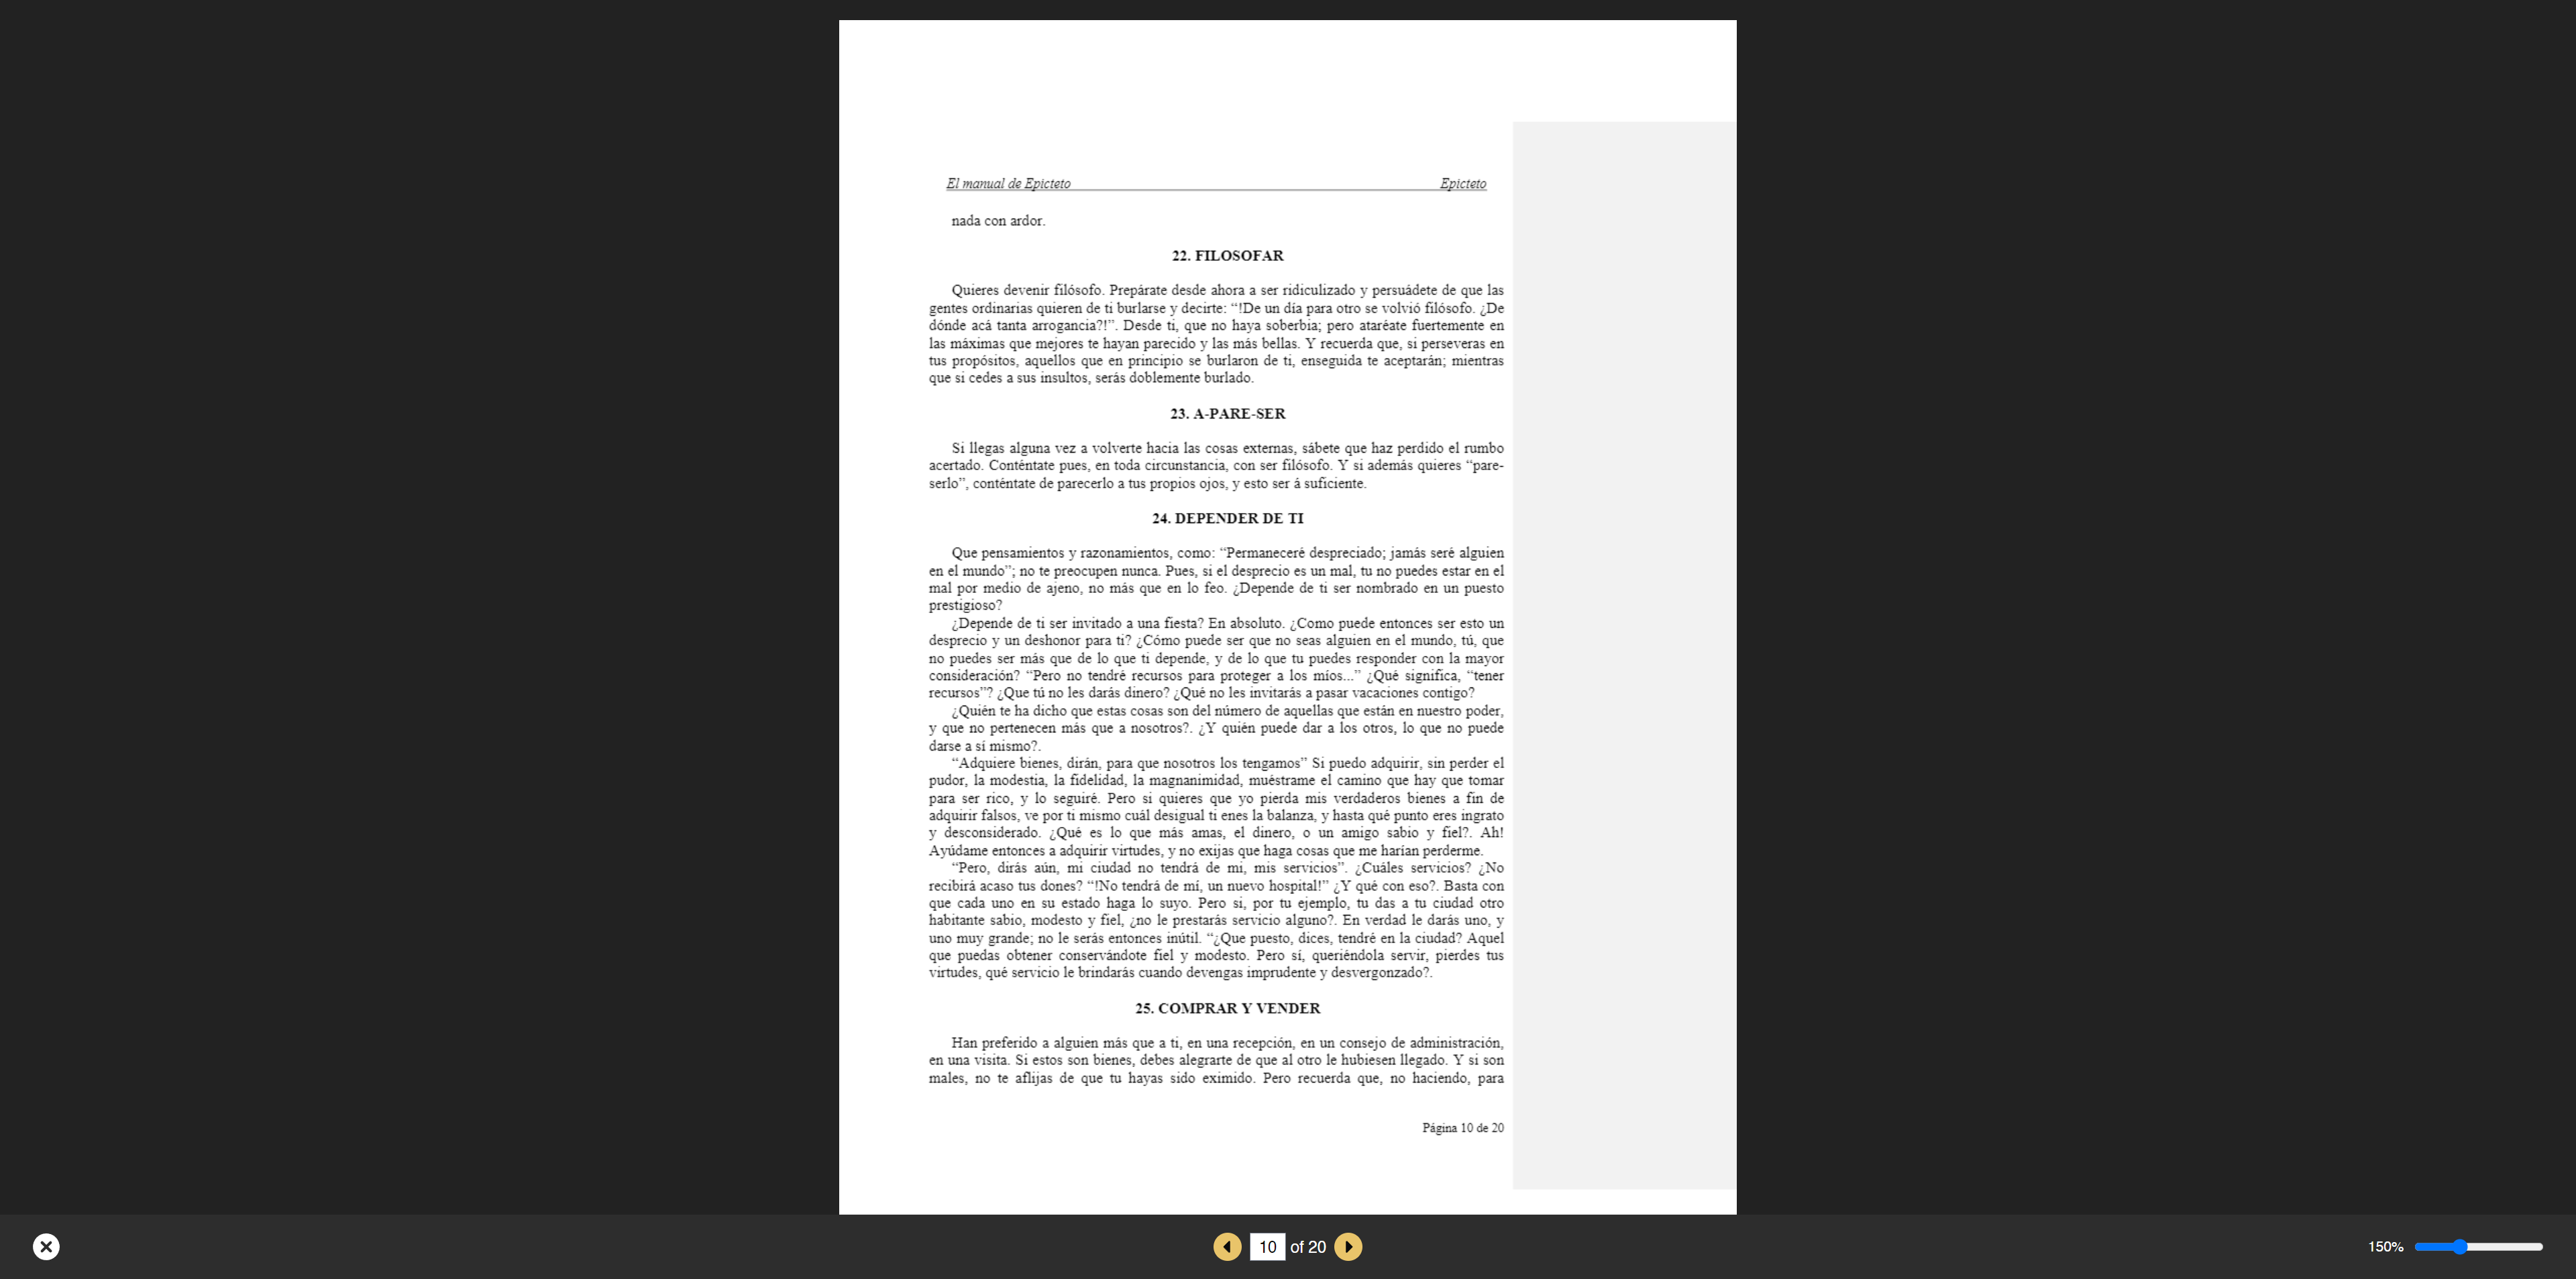 El manual de Epicteto Epicteto
nada con ardor.
22. FILOSOFAR
Quieres devenir filósofo. Prepárate desde ahora a ser ridiculizado y persuádete de que las
gentes ordinarias quieren de ti burlarse y decirte: “!De un día para otro se volvió filósofo. ¿De
dónde acá tanta arrogancia?!”. Desde ti, que no haya soberbia; pero ataréate fuertemente en
las máximas que mejores te hayan parecido y las más bellas. Y recuerda que, si perseveras en
tus propósitos, aquellos que en principio se burlaron de ti, enseguida te aceptarán; mientras
que si cedes a sus insultos, serás doblemente burlado.
23. A-PARE-SER
Si llegas alguna vez a volverte hacia las cosas externas, sábete que haz perdido el rumbo
acertado. Conténtate pues, en toda circunstancia, con ser filósofo. Y si además quieres “pare-
serlo”, conténtate de parecerlo a tus propios ojos, y esto ser á suficiente.
24. DEPENDER DE TI
Que pensamientos y razonamientos, como: “Permaneceré despreciado; jamás seré alguien
en el mundo”; no te preocupen nunca. Pues, si el desprecio es un mal, tu no puedes estar en el
mal por medio de ajeno, no más que en lo feo. ¿Depende de ti ser nombrado en un puesto
prestigioso?
¿Depende de ti ser invitado a una fiesta? En absoluto. ¿Como puede entonces ser esto un
desprecio y un deshonor para ti? ¿Cómo puede ser que no seas alguien en el mundo, tú, que
no puedes ser más que de lo que ti depende, y de lo que tu puedes responder con la mayor
consideración? “Pero no tendré recursos para proteger a los míos...” ¿Qué significa, “tener
recursos”? ¿Que tú no les darás dinero? ¿Qué no les invitarás a pasar vacaciones contigo?
¿Quién te ha dicho que estas cosas son del número de aquellas que están en nuestro poder,
y que no pertenecen más que a nosotros?. ¿Y quién puede dar a los otros, lo que no puede
darse a sí mismo?.
“Adquiere bienes, dirán, para que nosotros los tengamos” Si puedo adquirir, sin perder el
pudor, la modestia, la fidelidad, la magnanimidad, muéstrame el camino que hay que tomar
para ser rico, y lo seguiré. Pero si quieres que yo pierda mis verdaderos bienes a fin de
adquirir falsos, ve por ti mismo cuál desigual ti enes la balanza, y hasta qué punto eres ingrato
y desconsiderado. ¿Qué es lo que más amas, el dinero, o un amigo sabio y fiel?. Ah!
Ayúdame entonces a adquirir virtudes, y no exijas que haga cosas que me harían perderme.
“Pero, dirás aún, mi ciudad no tendrá de mi, mis servicios”. ¿Cuáles servicios? ¿No
recibirá acaso tus dones? “!No tendrá de mí, un nuevo hospital!” ¿Y qué con eso?. Basta con
que cada uno en su estado haga lo suyo. Pero si, por tu ejemplo, tu das a tu ciudad otro
habitante sabio, modesto y fiel, ¿no le prestarás servicio alguno?. En verdad le darás uno, y
uno muy grande; no le serás entonces inútil. “¿Que puesto, dices, tendré en la ciudad? Aquel
que puedas obtener conservándote fiel y modesto. Pero sí, queriéndola servir, pierdes tus
virtudes, qué servicio le brindarás cuando devengas imprudente y desvergonzado?.
25. COMPRAR Y VENDER
Han preferido a alguien más que a ti, en una recepción, en un consejo de administración,
en una visita. Si estos son bienes, debes alegrarte de que al otro le hubiesen llegado. Y si son
males, no te aflijas de que tu hayas sido eximido. Pero recuerda que, no haciendo, para
Página 10 de 20
10 of 20
150%